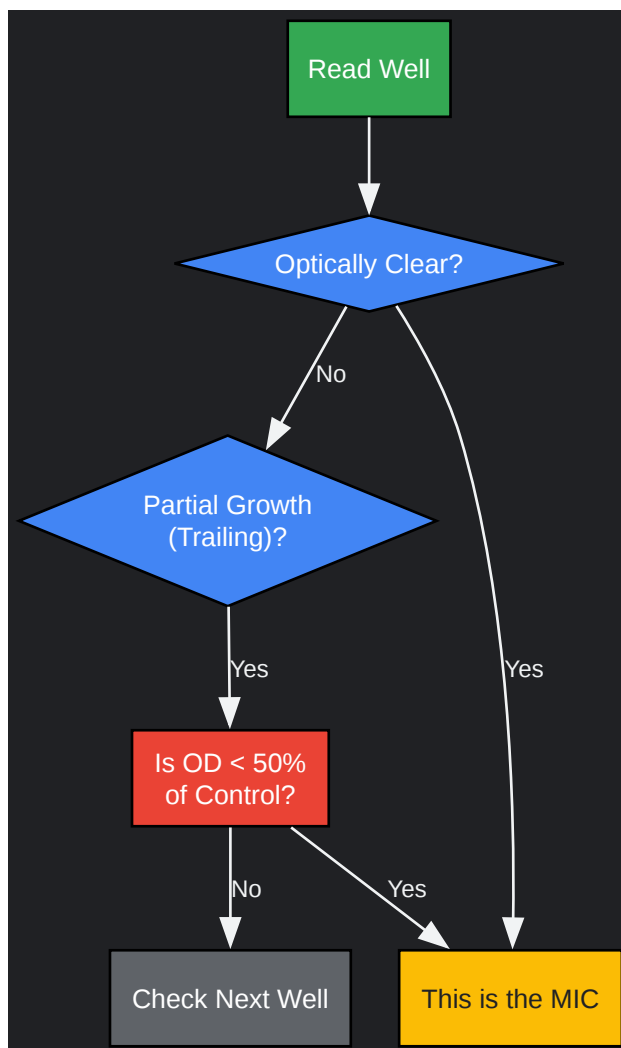 Read Well
Optically Clear?
No
Partial Growth
(Trailing)?
Yes
Yes
Is OD < 50%
of Control?
No
Yes
Check Next Well
This is the MIC